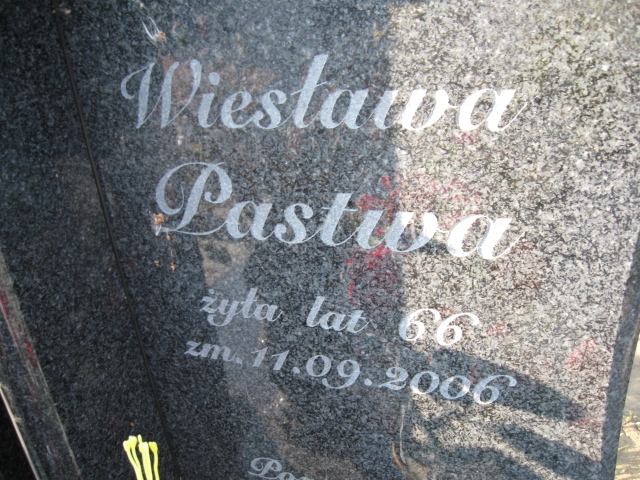 Wiesława
Pastwa
żyła lat 66
zm. 11.09.2006